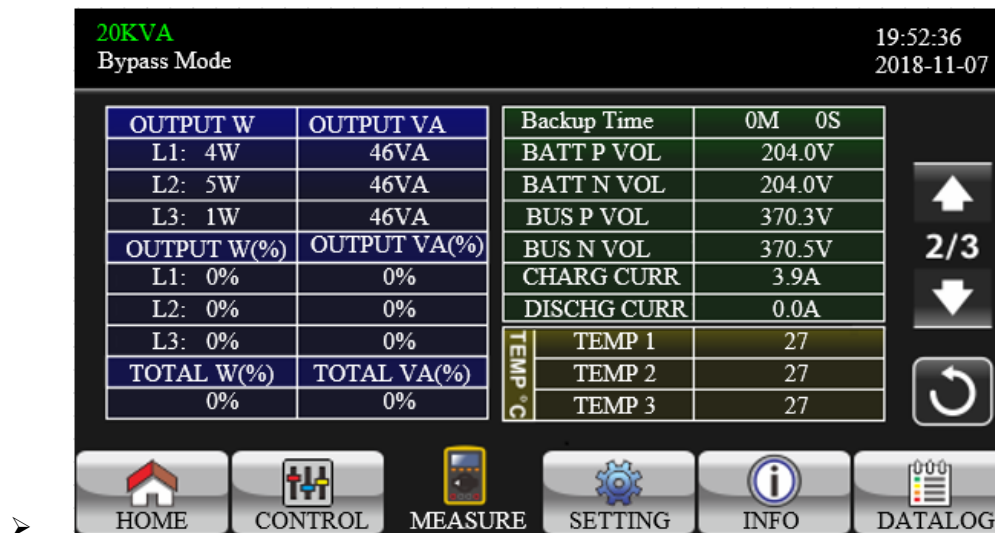 20KVA
Bypass Mode
19:52:36
2018-11-07
OUTPUT W OUTPUT VA
L1: 4W 46VA
L2: 5W 46VA
L3: 1W 46VA
OUTPUT W(%) OUTPUT VA(%)
L1: 0% 0%
L2: 0% 0%
L3: 0% 0%
TOTAL W(%) TOTAL VA(%)
0% 0%
Backup Time 0M 0S
BATT P VOL 204.0V
BATT N VOL 204.0V
BUS P VOL 370.3V
BUS N VOL 370.5V
CHARG CURR 3.9A
DISCHG CURR 0.0A
TEMP °C
TEMP 1 27
TEMP 2 27
TEMP 3 27
2/3
HOME CONTROL MEASURE SETTING INFO DATALOG